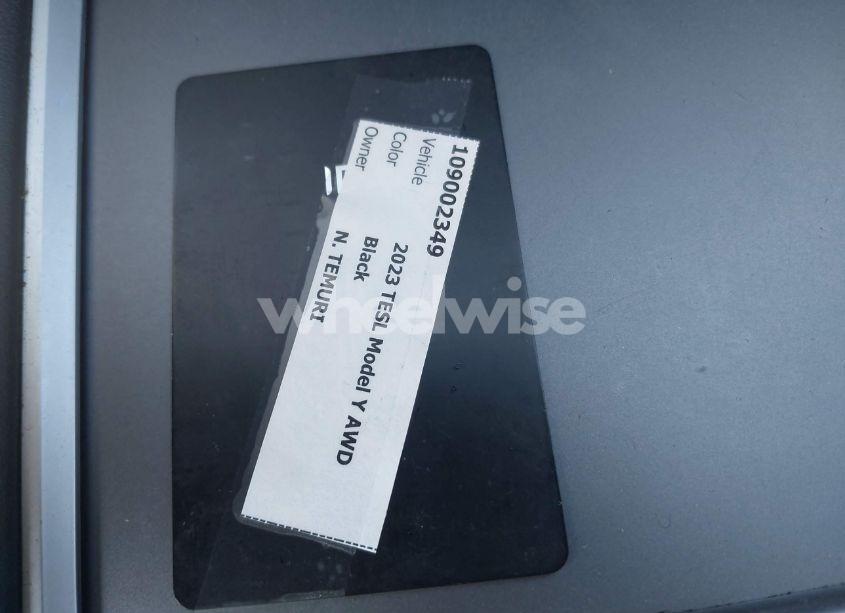 109002349
Vehicle 2023 TESL Model Y AWD
Color Black
Owner N. TEMURI
wheelwise